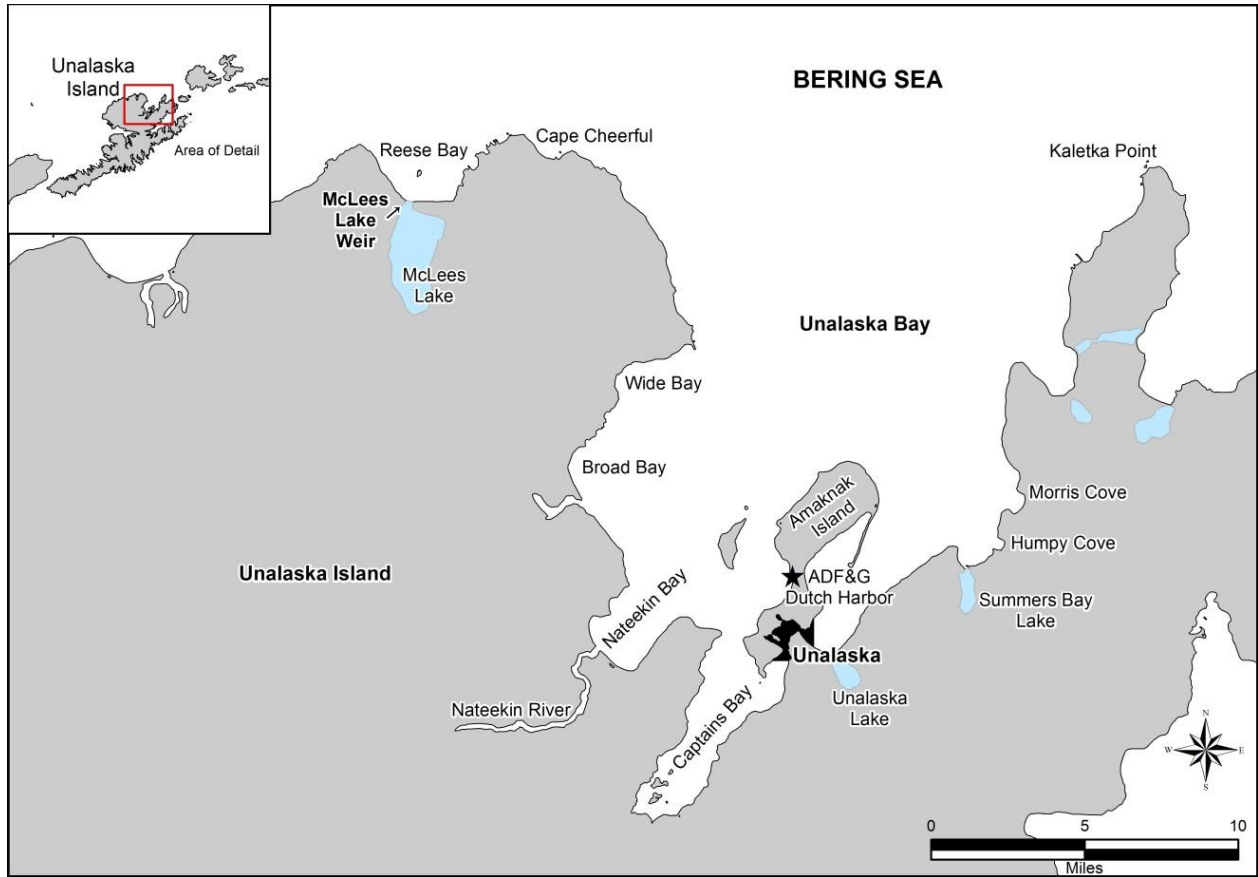 Unalaska
Island
Area of Detail
BERING SEA
Reese Bay
Cape Cheerful
Kaletka Point
McLees
Lake
Weir
McLees
Lake
Unalaska Bay
Wide Bay
Broad Bay
Amaknak
Island
Morris Cove
Humpy Cove
Unalaska Island
ADF&G
Dutch Harbor
Summers Bay
Lake
Nateekin Bay
Unalaska
Unalaska
Lake
Nateekin River
Captains Bay
N
W
E
S
0
5
10
Miles